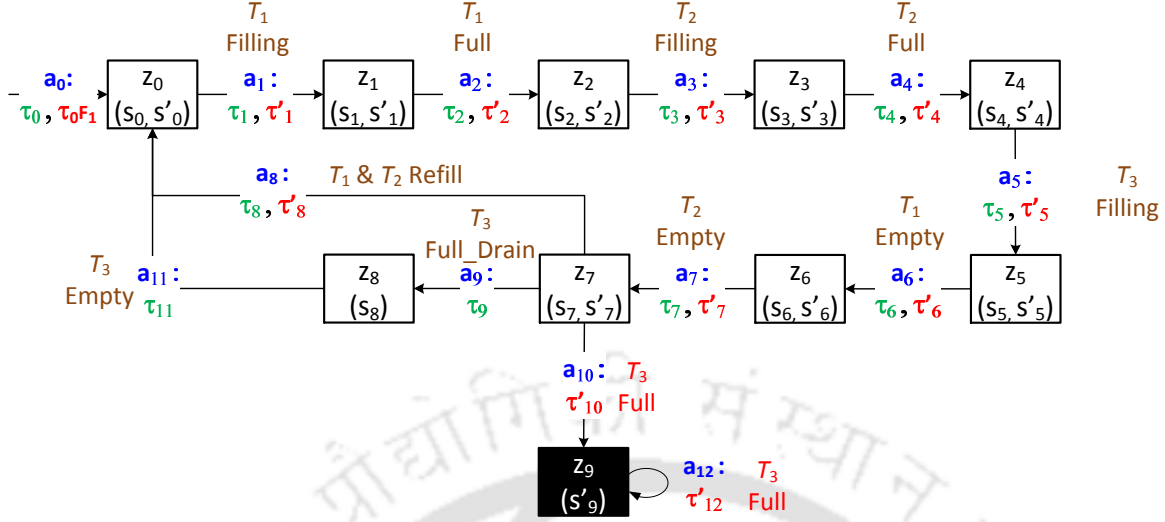 T₁ Filling
T₁ Full
T₂ Filling
T₂ Full
a₀:
τ₀, τ₀F₁
z₀
(s₀, s'₀)
a₁:
τ₁, τ'₁
z₁
(s₁, s'₁)
a₂:
τ₂, τ'₂
z₂
(s₂, s'₂)
a₃:
τ₃, τ'₃
z₃
(s₃, s'₃)
a₄:
τ₄, τ'₄
z₄
(s₄, s'₄)
a₅:
τ₅, τ'₅
T₃
Filling
a₈:
τ₈, τ'₈
T₁ & T₂ Refill
T₃
Empty
a₁₁:
τ₁₁
z₈
(s₈)
T₃
Full_Drain
a₉:
τ₉
z₇
(s₇, s'₇)
T₂
Empty
a₇:
τ₇, τ'₇
z₆
(s₆, s'₆)
T₁
Empty
a₆:
τ₆, τ'₆
z₅
(s₅, s'₅)
a₁₀: T₃
τ'₁₀ Full
z₉
(s'₉)
a₁₂: T₃
τ'₁₂ Full